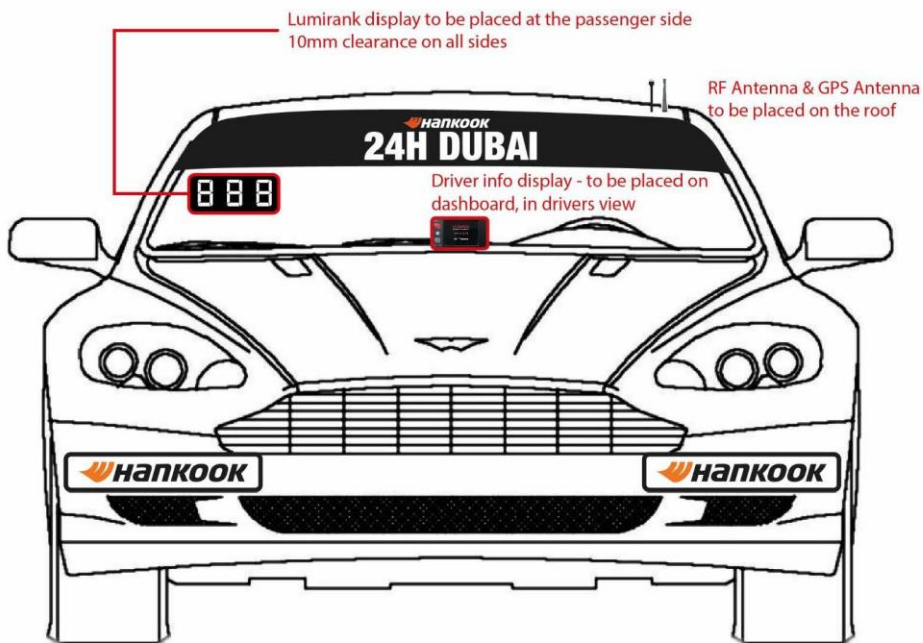 Lumirank display to be placed at the passenger side
10mm clearance on all sides
RF Antenna & GPS Antenna
to be placed on the roof
HANKOOK
24H DUBAI
888
Driver info display - to be placed on
dashboard, in drivers view
HANKOOK
HANKOOK